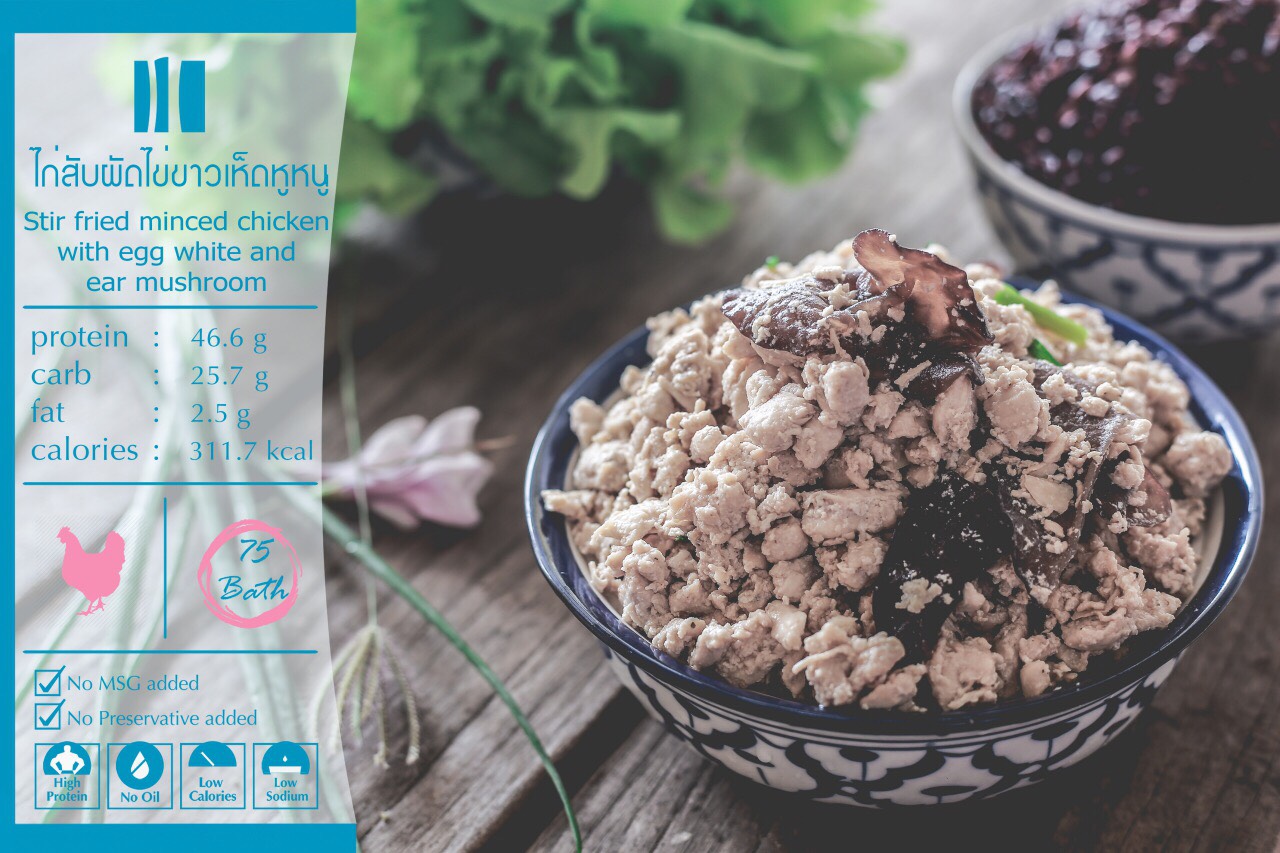 ไก่สับผัดไข่ขาวเห็ดหูหนู
Stir fried minced chicken
with egg white and
ear mushroom
protein : 46.6 g
carb : 25.7 g
fat : 2.5 g
calories : 311.7 kcal
75
Bath
No MSG added
No Preservative added
High
Protein
No Oil
Low
Calories
Low
Sodium